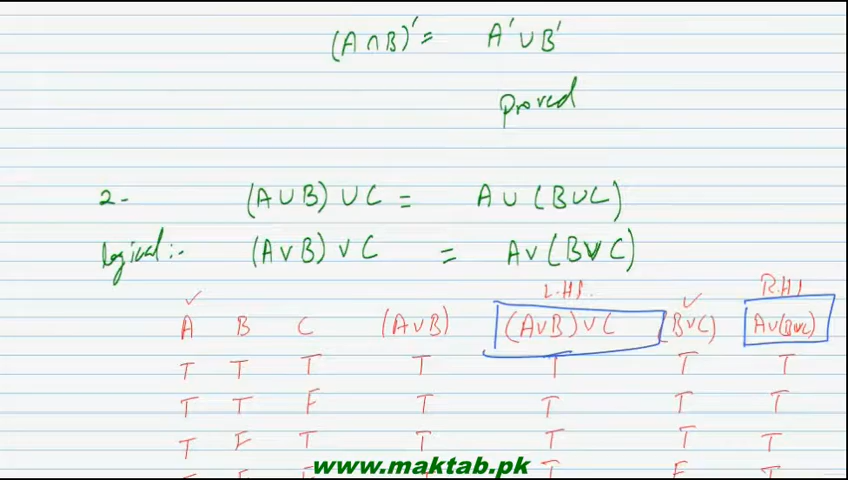 (A∩B)' = A' ∪ B'
proved
2- (A∪B) ∪ C = A ∪ (B∪C)
logical:- (A∨B) ∨ C = A∨(B∨C)
L.H.S. R.H.S
✓ ✓
A B C (A∨B) (A∨B)∨C (B∨C) A∨(B∨C)
T T T T T T T
T T F T T T T
T F T T T T T
T F
www.maktab.pk